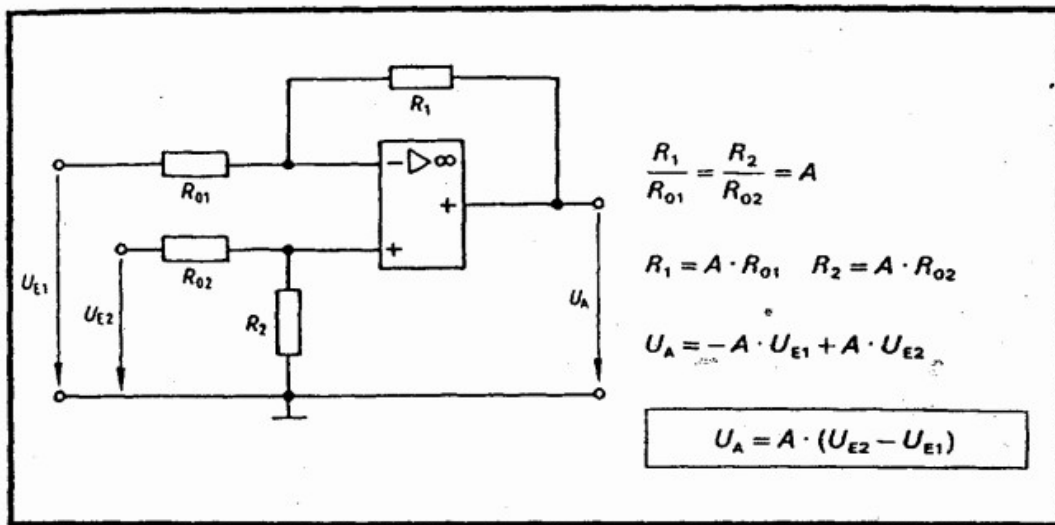 R₁
R₀₁
− ▷ ∞
+
+
R₀₂
R₂
U_E1
U_E2
U_A
R₁/R₀₁ = R₂/R₀₂ = A
R₁ = A · R₀₁ R₂ = A · R₀₂
U_A = − A · U_E1 + A · U_E2
U_A = A · (U_E2 − U_E1)